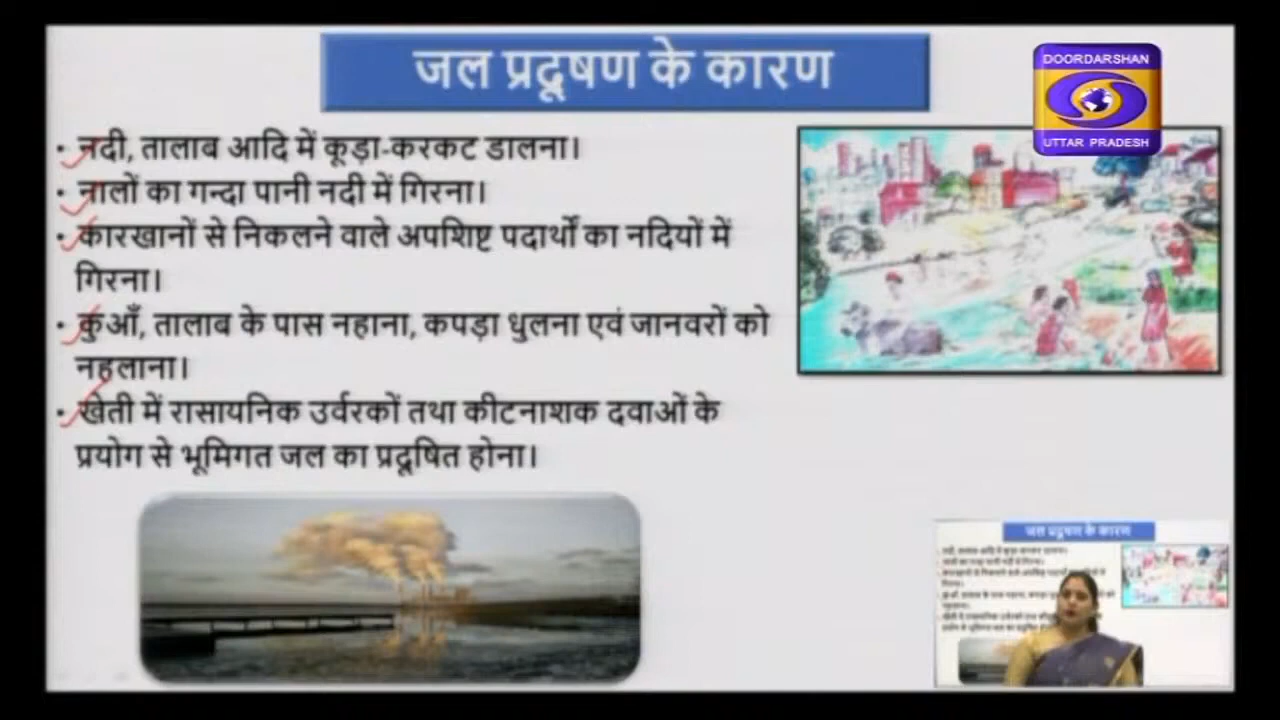 जल प्रदूषण के कारण
DOORDARSHAN
UTTAR PRADESH
• नदी, तालाब आदि में कूड़ा-करकट डालना।
• नालों का गन्दा पानी नदी में गिरना।
• कारखानों से निकलने वाले अपशिष्ट पदार्थों का नदियों में
गिरना।
• कुआँ, तालाब के पास नहाना, कपड़ा धुलना एवं जानवरों को
नहलाना।
• खेती में रासायनिक उर्वरकों तथा कीटनाशक दवाओं के
प्रयोग से भूमिगत जल का प्रदूषित होना।
जल प्रदूषण के कारण